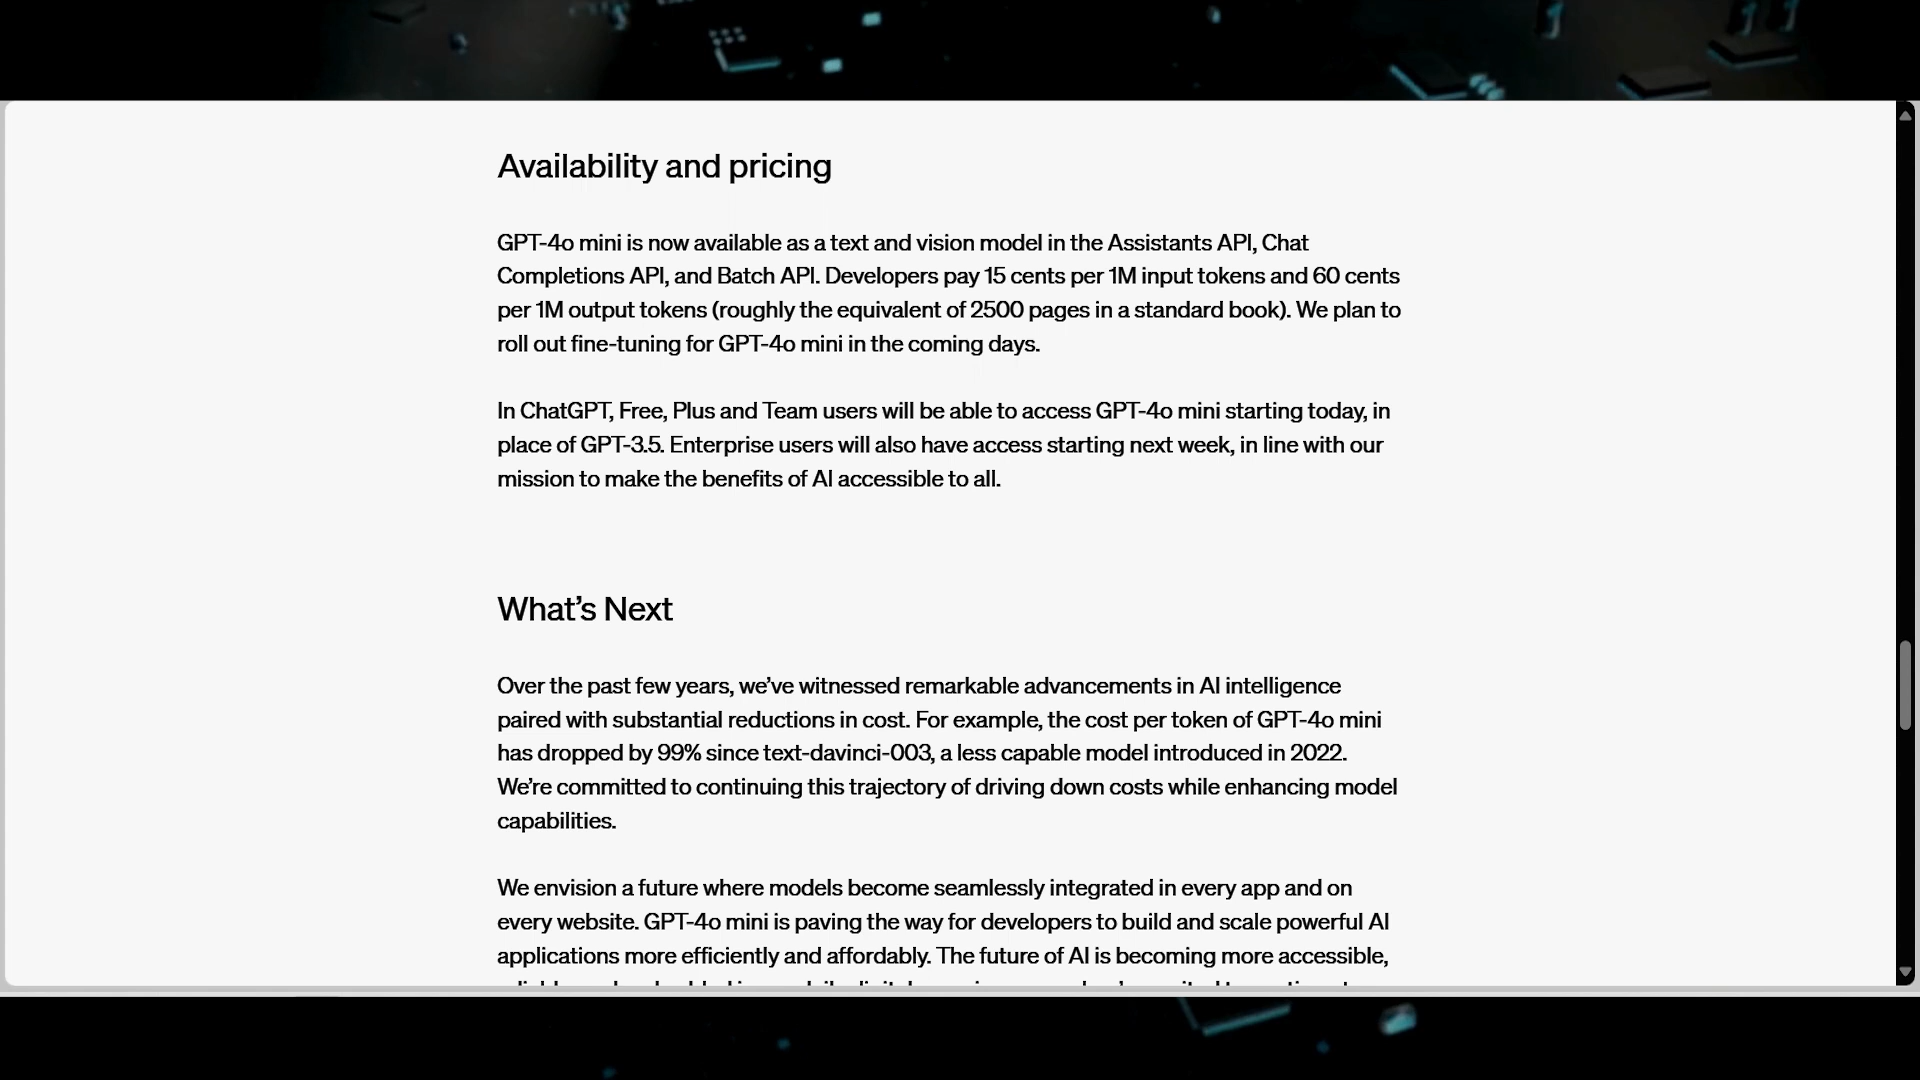 Availability and pricing
GPT-4o mini is now available as a text and vision model in the Assistants API, Chat
Completions API, and Batch API. Developers pay 15 cents per 1M input tokens and 60 cents
per 1M output tokens (roughly the equivalent of 2500 pages in a standard book). We plan to
roll out fine-tuning for GPT-4o mini in the coming days.
In ChatGPT, Free, Plus and Team users will be able to access GPT-4o mini starting today, in
place of GPT-3.5. Enterprise users will also have access starting next week, in line with our
mission to make the benefits of AI accessible to all.
What’s Next
Over the past few years, we’ve witnessed remarkable advancements in AI intelligence
paired with substantial reductions in cost. For example, the cost per token of GPT-4o mini
has dropped by 99% since text-davinci-003, a less capable model introduced in 2022.
We’re committed to continuing this trajectory of driving down costs while enhancing model
capabilities.
We envision a future where models become seamlessly integrated in every app and on
every website. GPT-4o mini is paving the way for developers to build and scale powerful AI
applications more efficiently and affordably. The future of AI is becoming more accessible,